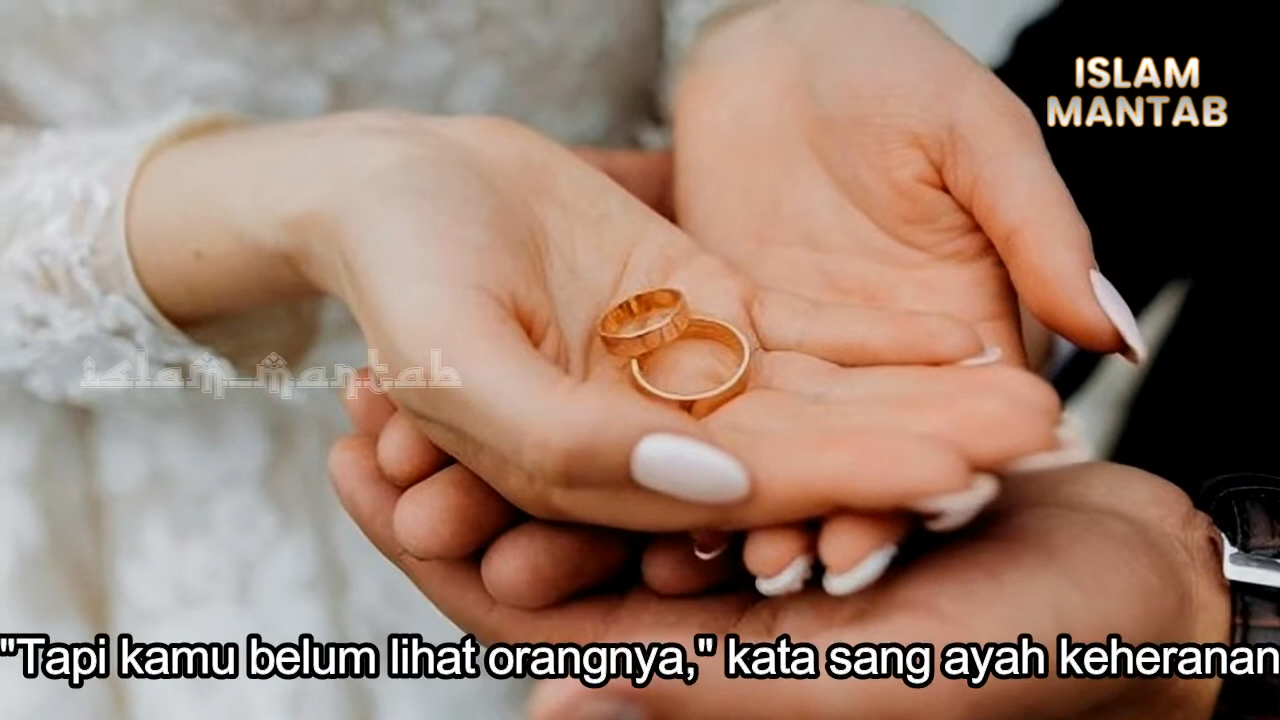 ISLAM
MANTAB
islam mantab
"Tapi kamu belum lihat orangnya," kata sang ayah keheranan